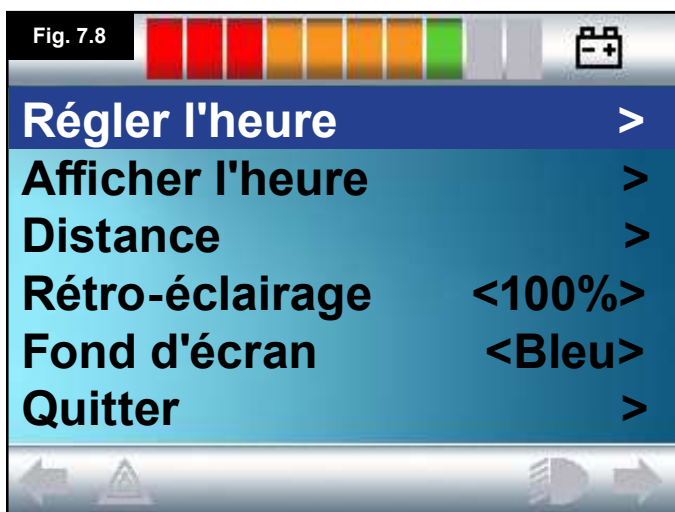 Fig. 7.8
Régler l'heure >
Afficher l'heure >
Distance >
Rétro-éclairage <100%>
Fond d'écran <Bleu>
Quitter >